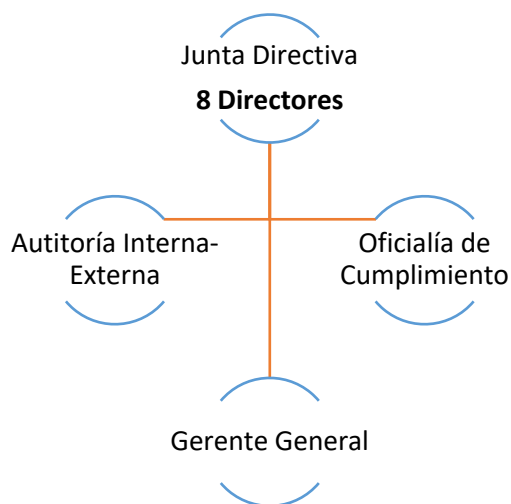 Junta Directiva
8 Directores
Autitoría Interna-
Externa
Oficialía de
Cumplimiento
Gerente General